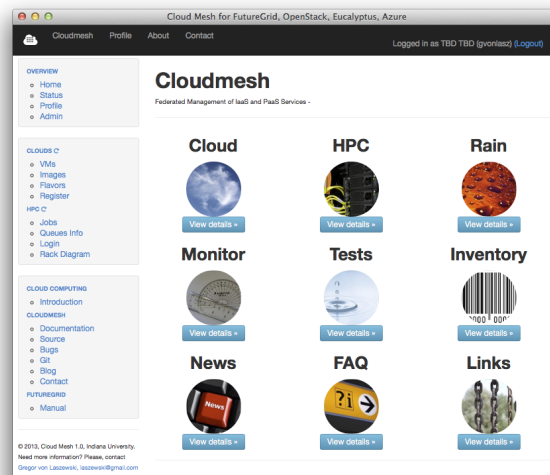 Cloud Mesh for FutureGrid, OpenStack, Eucalyptus, Azure
Cloudmesh Profile About Contact
Logged in as TBD TBD (gvonlasz) (Logout)
OVERVIEW
Home
Status
Profile
Admin
CLOUDS
VMs
Images
Flavors
Register
HPC
Jobs
Queues Info
Login
Rack Diagram
CLOUD COMPUTING
Introduction
CLOUDMESH
Documentation
Source
Bugs
Git
Blog
Contact
FUTUREGRID
Manual
© 2013, Cloud Mesh 1.0, Indiana University.
Need more information? Please, contact
Gregor von Laszewski, laszewski@gmail.com
Cloudmesh
Federated Management of IaaS and PaaS Services -
Cloud HPC Rain
View details » View details » View details »
Monitor Tests Inventory
0000 000
View details » View details » View details »
News FAQ Links
News ?i
View details » View details » View details »